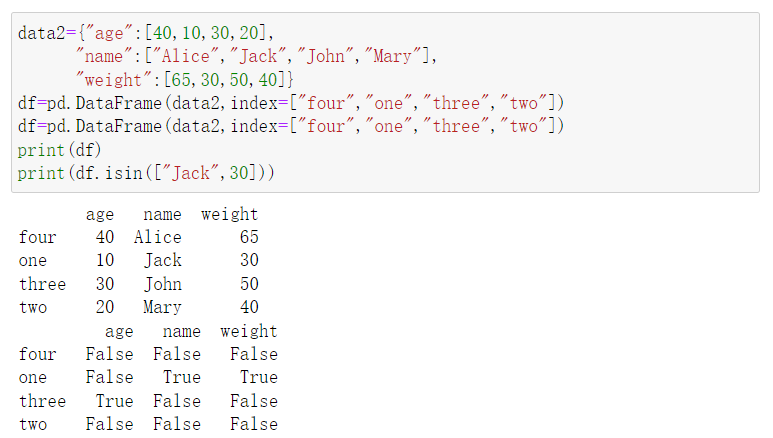 data2={"age":[40,10,30,20],
"name":["Alice","Jack","John","Mary"],
"weight":[65,30,50,40]}
df=pd.DataFrame(data2,index=["four","one","three","two"])
df=pd.DataFrame(data2,index=["four","one","three","two"])
print(df)
print(df.isin(["Jack",30]))
age name weight
four 40 Alice 65
one 10 Jack 30
three 30 John 50
two 20 Mary 40
age name weight
four False False False
one False True True
three True False False
two False False False